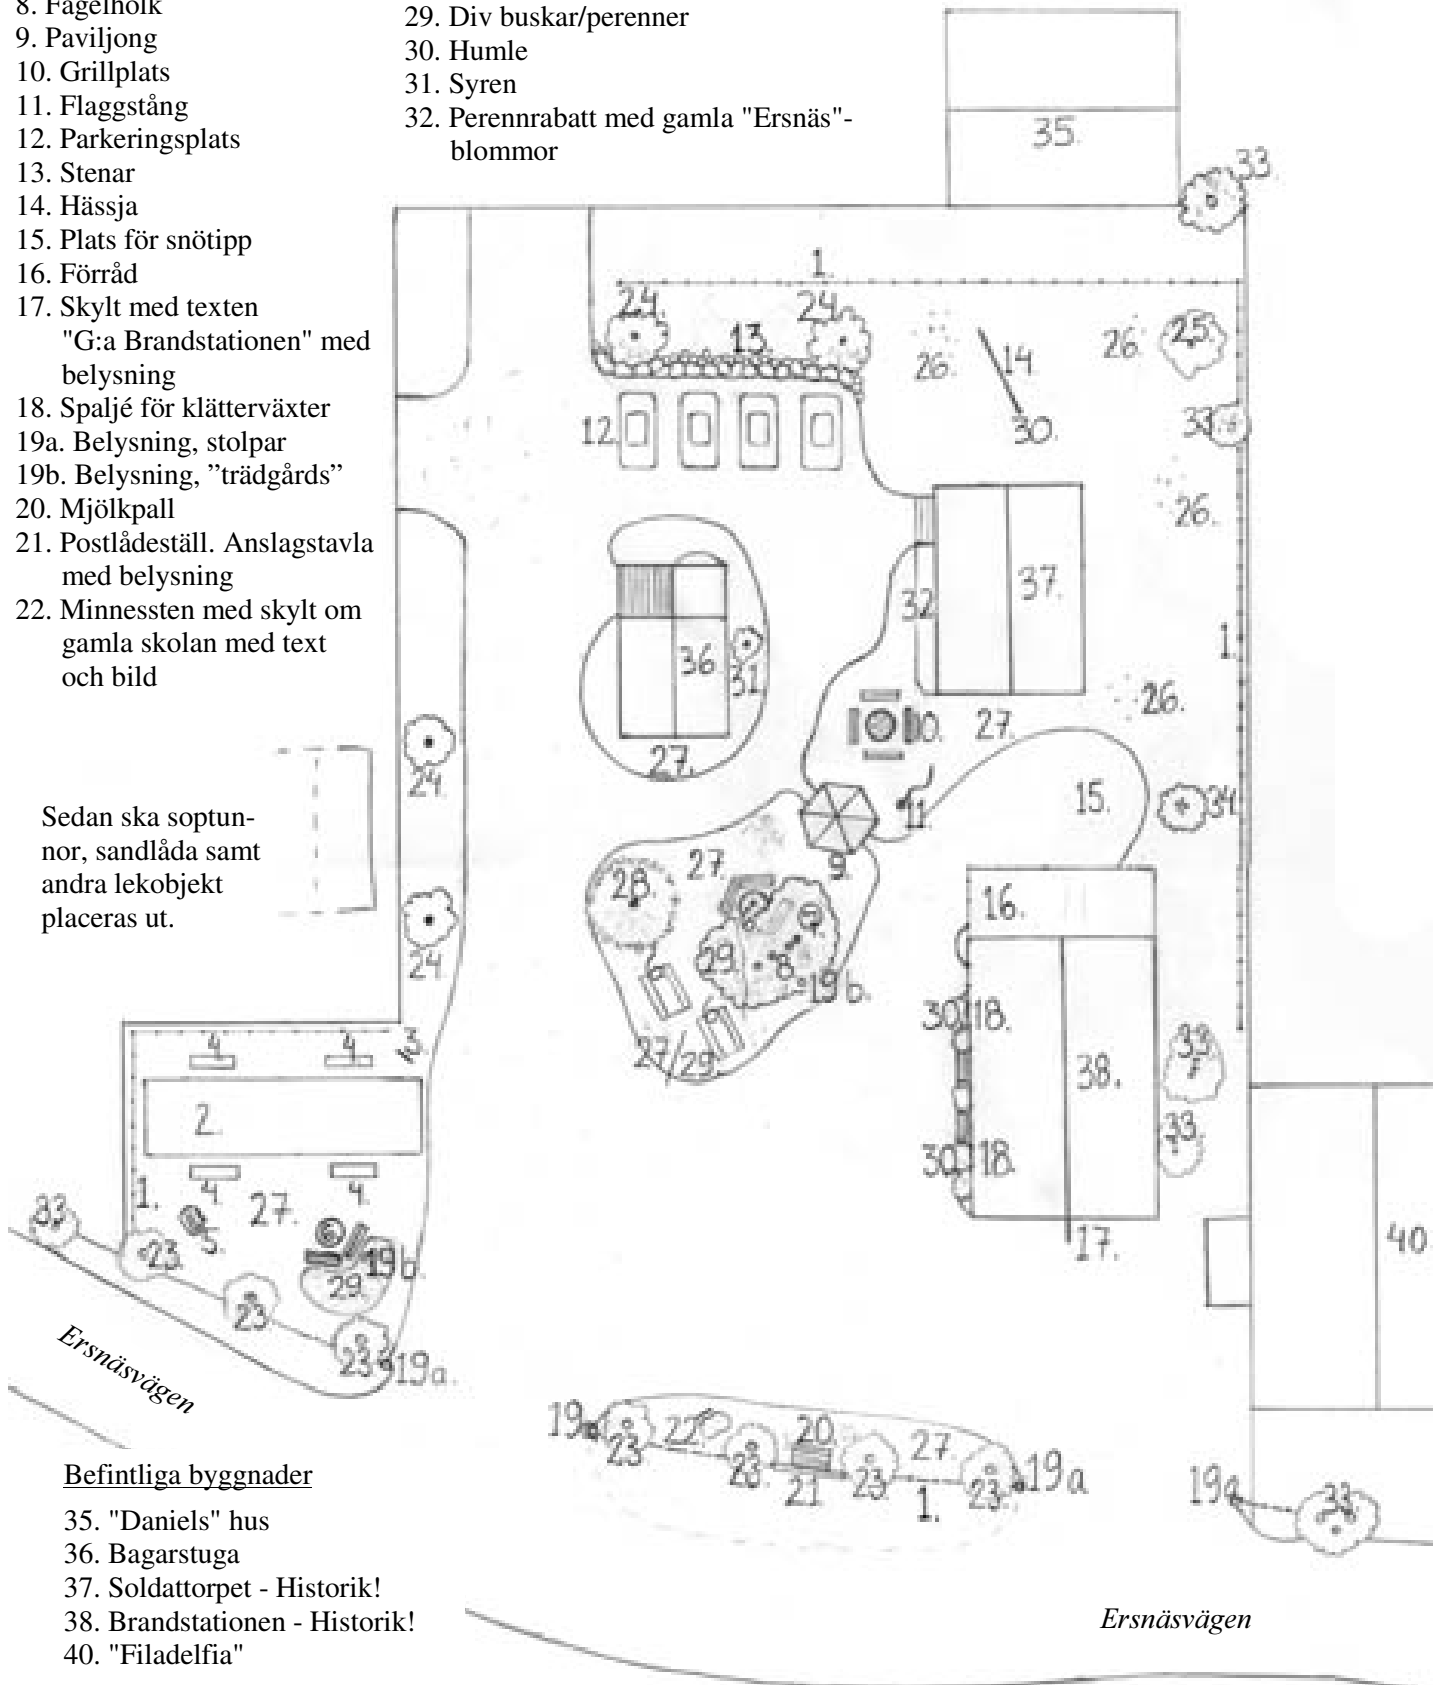 8. Fågelholk
9. Paviljong
10. Grillplats
11. Flaggstång
12. Parkeringsplats
13. Stenar
14. Hässja
15. Plats för snötipp
16. Förråd
17. Skylt med texten
"G:a Brandstationen" med
belysning
18. Spaljé för klätterväxter
19a. Belysning, stolpar
19b. Belysning, ”trädgårds”
20. Mjölkpall
21. Postlådeställ. Anslagstavla
med belysning
22. Minnessten med skylt om
gamla skolan med text
och bild
29. Div buskar/perenner
30. Humle
31. Syren
32. Perennrabatt med gamla "Ersnäs"-
blommor
35.
33.
1.
24.
24.
13.
26.
14.
26.
25.
12.
30.
33
26.
37.
32
36.
31
1.
26.
10.
27.
27.
24.
15.
34.
11.
9.
27.
28.
7.
29.
8.
19b.
24.
16.
Sedan ska soptun-
nor, sandlåda samt
andra lekobjekt
placeras ut.
30.
18.
27/29.
4.
4.
3.
38.
33
2.
33.
30.
18.
4.
4.
1.
27.
33
5.
6.
23.
19b.
29.
17.
40.
23
23
19a.
Ersnäsvägen
19a
23
22
23.
20.
21
23.
27.
1.
23.
19a
19a
33.
Befintliga byggnader
35. "Daniels" hus
36. Bagarstuga
37. Soldattorpet - Historik!
38. Brandstationen - Historik!
40. "Filadelfia"
Ersnäsvägen